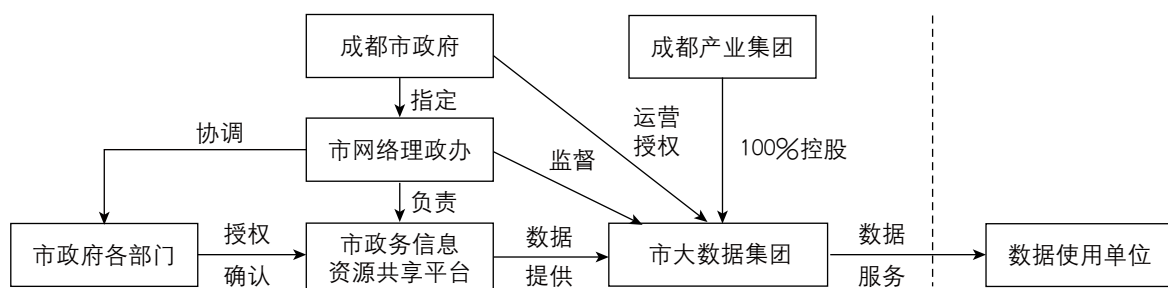 成都市政府
成都产业集团
指定
运营
授权
100%控股
协调
市网络理政办
监督
负责
市政府各部门
授权
确认
市政务信息
资源共享平台
数据
提供
市大数据集团
数据
服务
数据使用单位